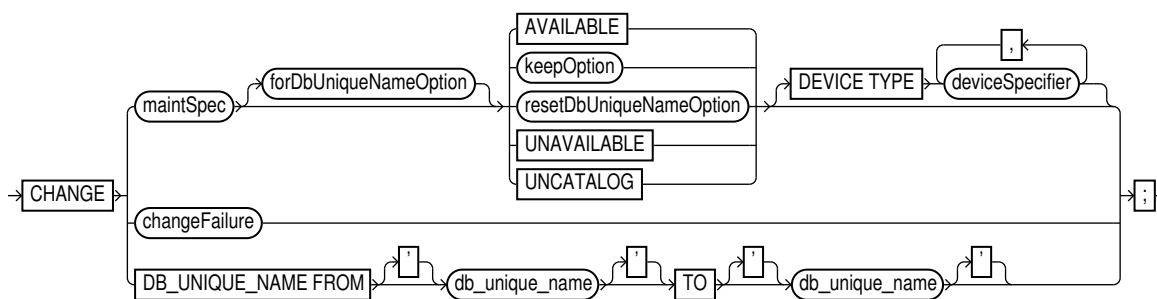 AVAILABLE
,
forDbUniqueNameOption
keepOption
DEVICE TYPE
deviceSpecifier
maintSpec
resetDbUniqueNameOption
UNAVAILABLE
UNCATALOG
CHANGE
;
changeFailure
DB_UNIQUE_NAME FROM ' db_unique_name ' TO ' db_unique_name '